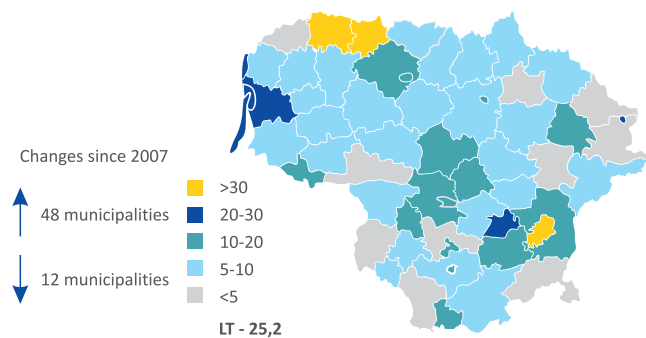 Changes since 2007
48 municipalities
12 municipalities
>30
20-30
10-20
5-10
<5
LT - 25,2